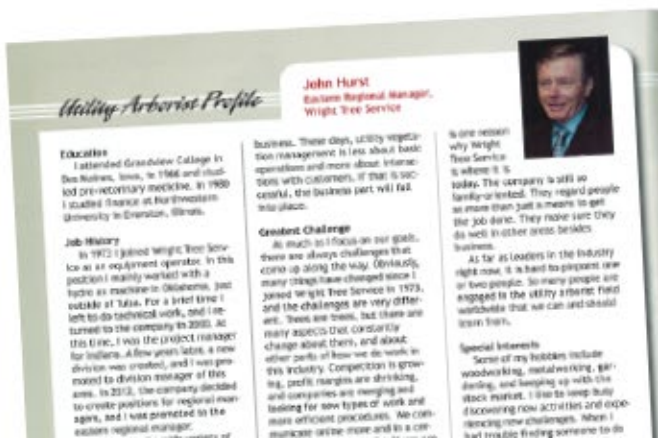 Utility Arborist Profile
John Hurst
Eastern Regional Manager,
Wright Tree Service
Education
I attended Grandview College in
Des Moines, Iowa, in 1966 and stud-
ied pre-veterinary medicine. In 1980
I studied finance at Northwestern
University in Evanston, Illinois.
Job History
In 1973 I joined Wright Tree Serv-
ice as an equipment operator. In this
position I mainly worked with a
hydro ax machine in Oklahoma, just
outside of Tulsa. For a brief time I
left to do technical work, and I re-
turned to the company in 2000. At
this time, I was the project manager
for Indiana. A few years later, a new
division was created, and I was pro-
moted to division manager of this
area. In 2012, the company decided
to create positions for regional man-
agers, and I was promoted to the
eastern regional manager.
business. These days, utility vegeta-
tion management is less about basic
operations and more about interac-
tions with customers. If that is suc-
cessful, the business part will fall
into place.
Greatest Challenge
As much as I focus on our goals,
there are always challenges that
come up along the way. Obviously,
many things have changed since I
joined Wright Tree Service in 1973,
and the challenges are very differ-
ent. Trees are trees, but there are
many aspects that constantly
change about them, and about
other parts of how we do work in
this industry. Competition is grow-
ing, profit margins are shrinking,
and companies are merging and
looking for new types of work and
more efficient procedures. We com-
municate online more and in a cer-
is one reason
why Wright
Tree Service
is where it is
today. The company is still so
family-oriented. They regard people
as more than just a means to get
the job done. They make sure they
do well in other areas besides
business.
As far as leaders in the industry
right now, it is hard to pinpoint one
or two people. So many people are
engaged in the utility arborist field
worldwide that we can and should
learn from.
Special Interests
Some of my hobbies include
woodworking, metalworking, gar-
dening, and keeping up with the
stock market. I like to keep busy
discovering new activities and expe-
riencing new challenges. When I
had trouble finding someone to do